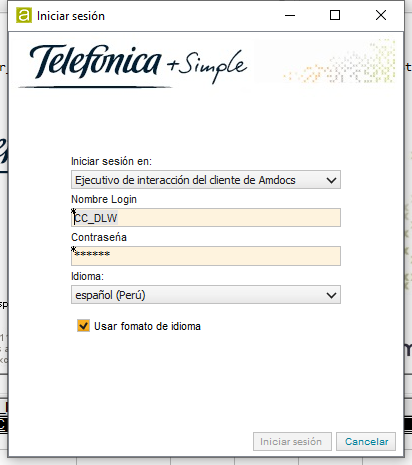 Iniciar sesión
Telefónica +Simple
Iniciar sesión en:
Ejecutivo de interacción del cliente de Amdocs
Nombre Login
*CC_DLW
Contraseña
*******
Idioma:
español (Perú)
Usar fomato de idioma
Iniciar sesión
Cancelar